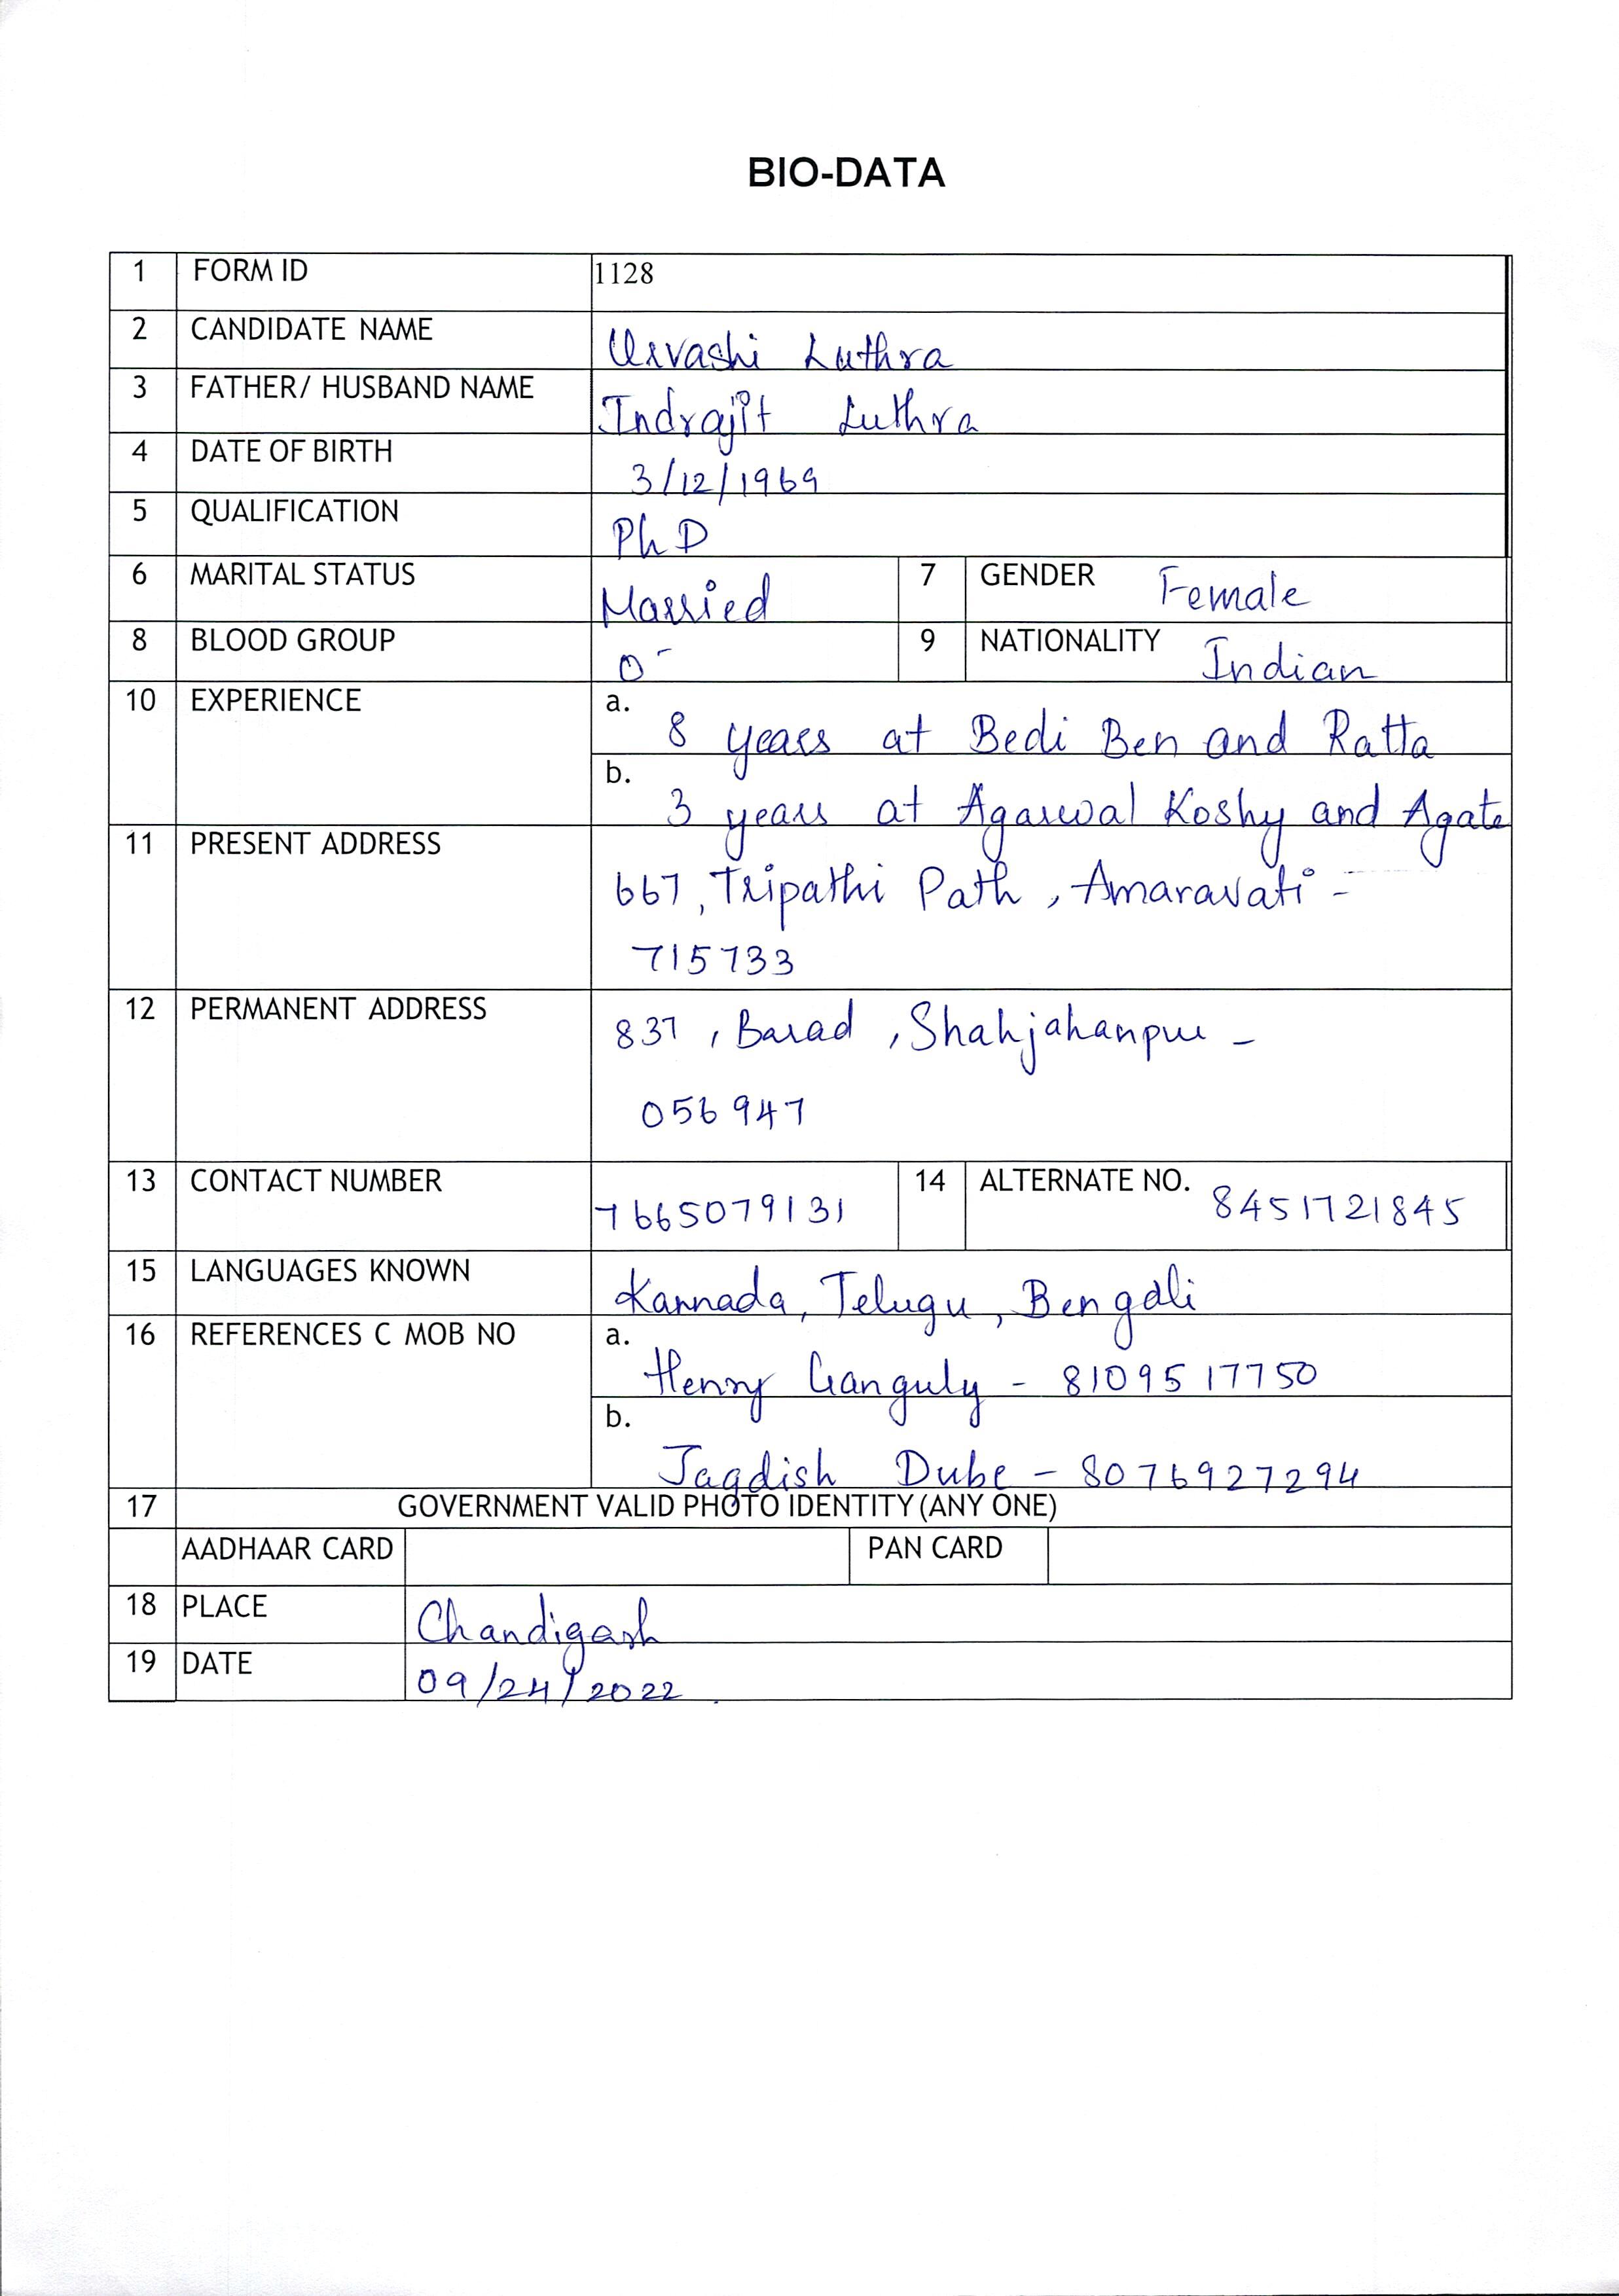 BIO-DATA
1 FORM ID 1128
2 CANDIDATE NAME Urvashi Luthra
3 FATHER/ HUSBAND NAME Indrajit Luthra
4 DATE OF BIRTH 3/12/1969
5 QUALIFICATION PhD
6 MARITAL STATUS Married 7 GENDER Female
8 BLOOD GROUP O- 9 NATIONALITY Indian
10 EXPERIENCE a. 8 years at Bedi Ben and Ratta
b. 3 years at Agarwal Koshy and Agate
11 PRESENT ADDRESS 667, Tripathi Path, Amaravati -
715733
12 PERMANENT ADDRESS 837, Barad, Shahjahanpur -
056947
13 CONTACT NUMBER 7665079131 14 ALTERNATE NO. 8451721845
15 LANGUAGES KNOWN Kannada, Telugu, Bengali
16 REFERENCES C MOB NO a. Henry Ganguly - 8109517750
b. Jagdish Dube - 8076927294
17 GOVERNMENT VALID PHOTO IDENTITY (ANY ONE)
AADHAAR CARD PAN CARD
18 PLACE Chandigarh
19 DATE 09/24/2022